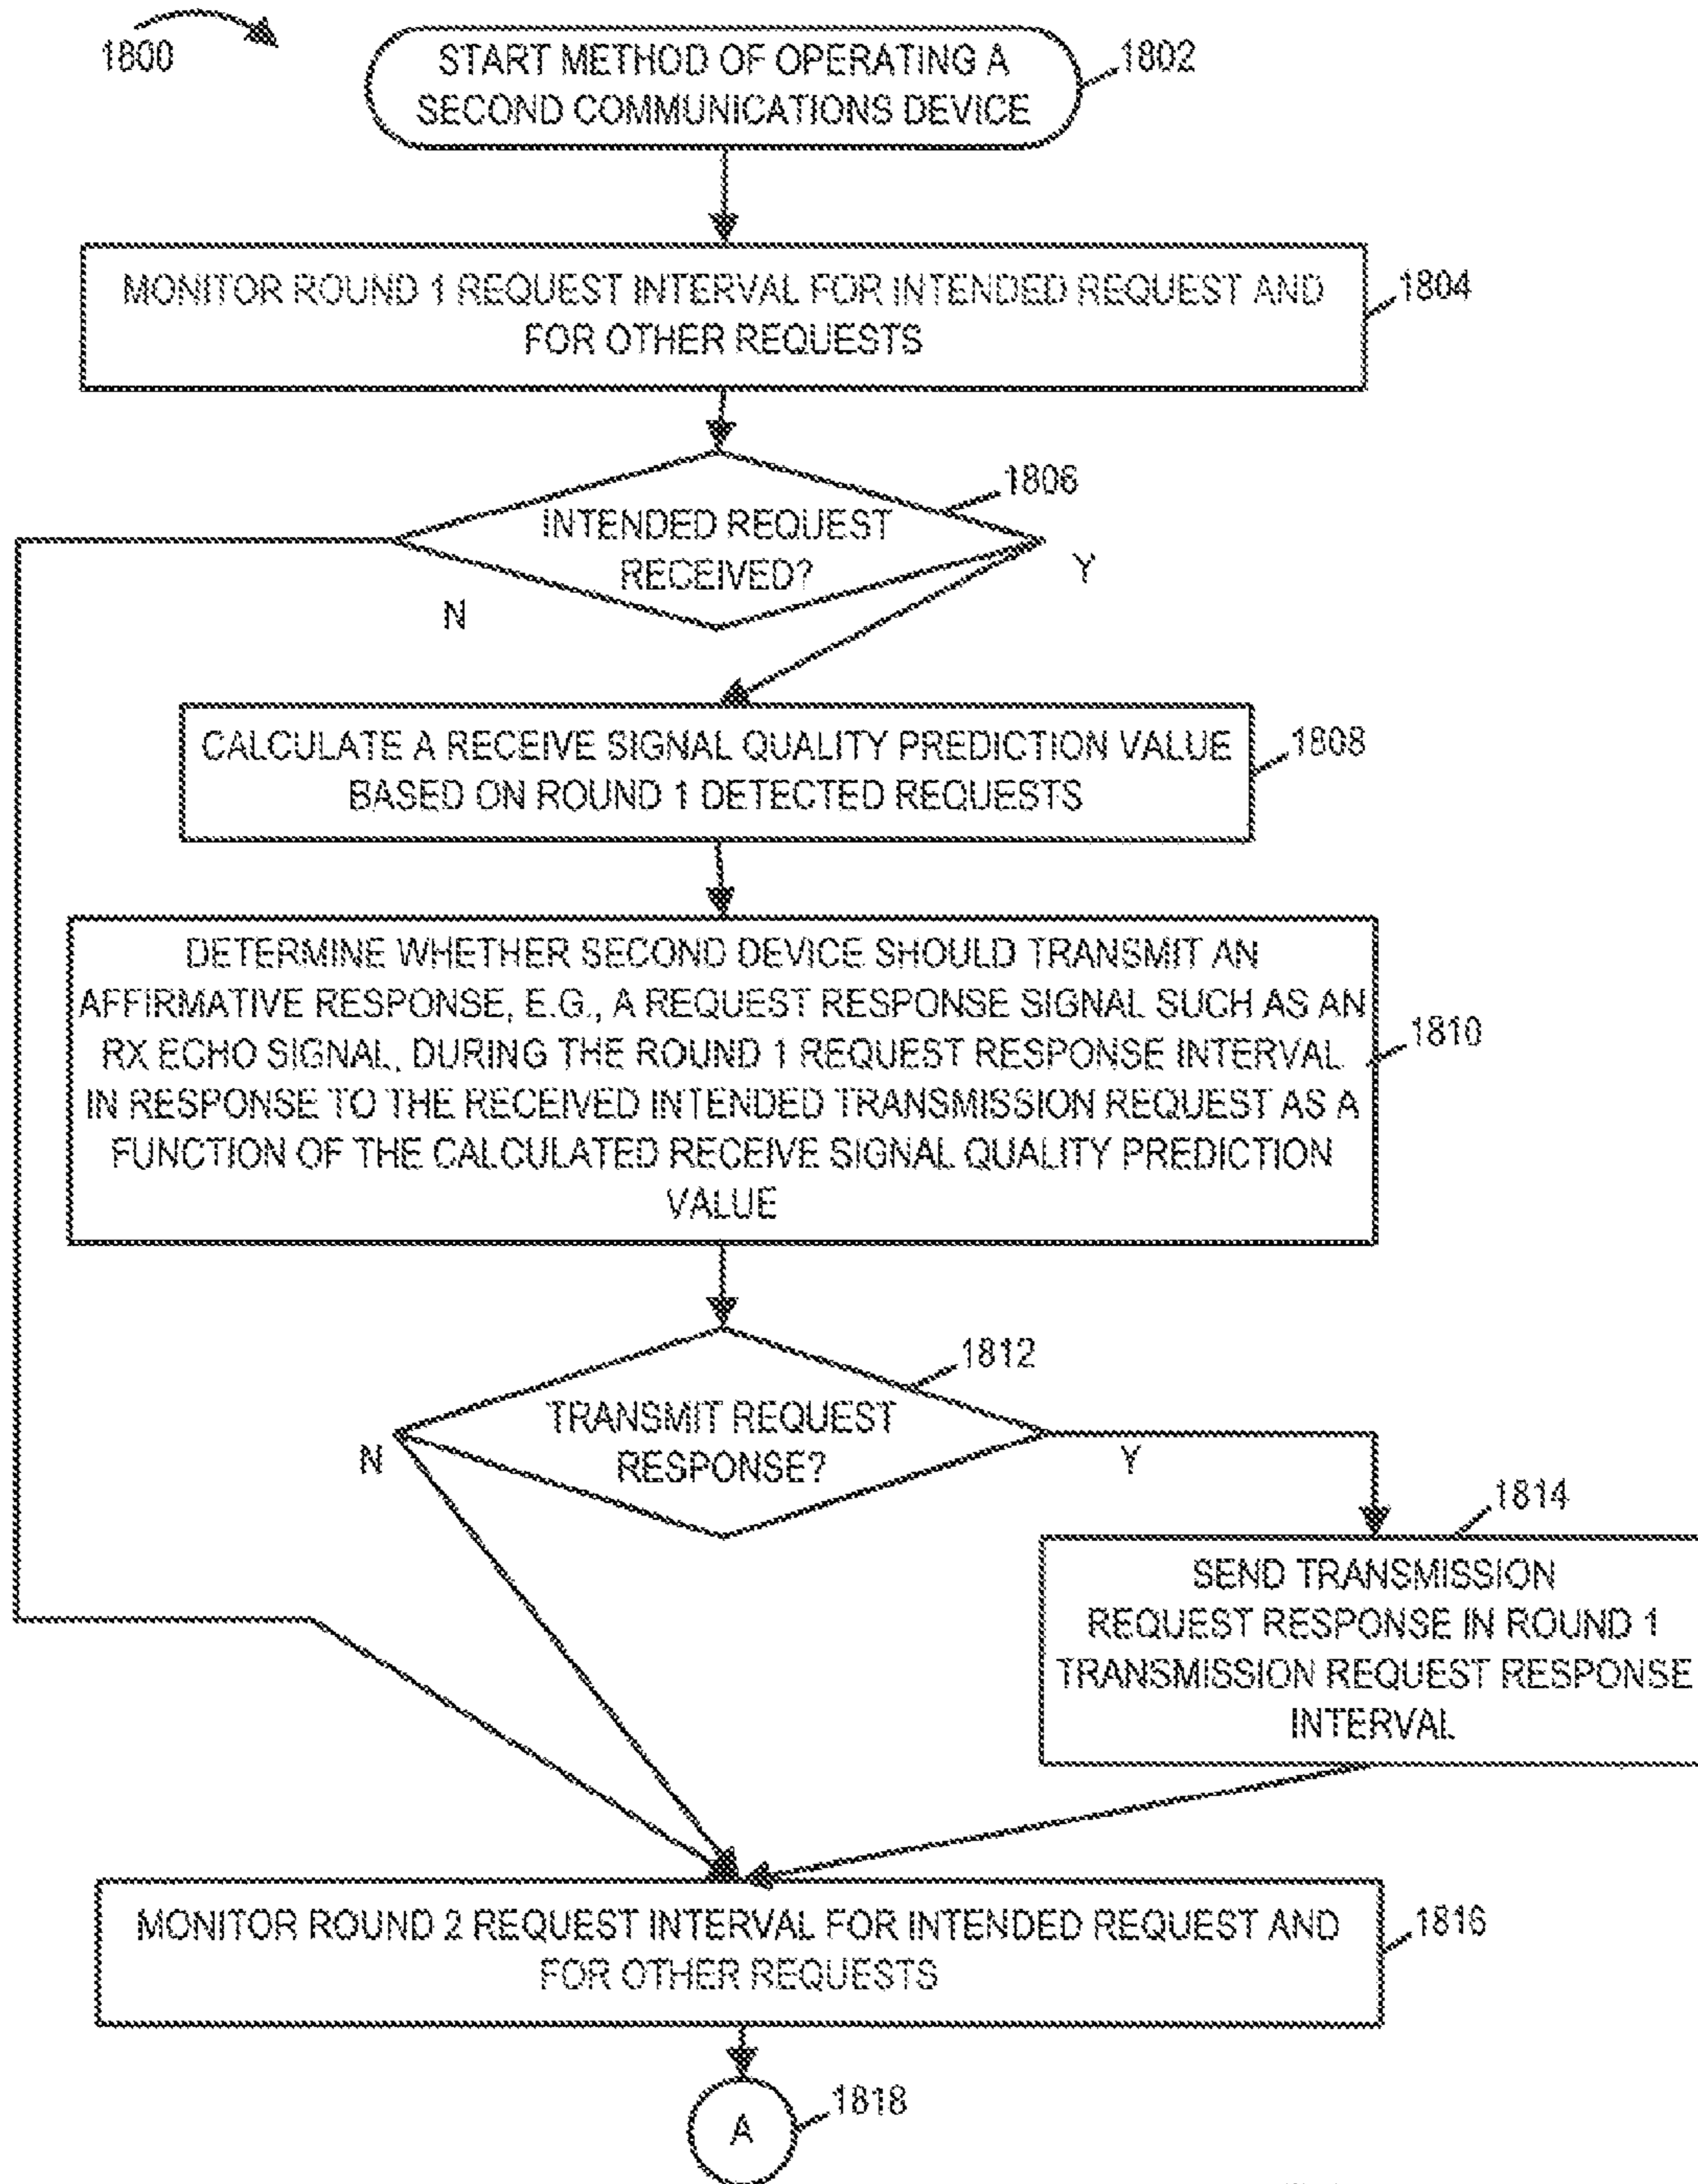 1800
START METHOD OF OPERATING A
SECOND COMMUNICATIONS DEVICE
1802
MONITOR ROUND 1 REQUEST INTERVAL FOR INTENDED REQUEST AND
FOR OTHER REQUESTS
1804
INTENDED REQUEST
RECEIVED?
1806
N
Y
CALCULATE A RECEIVE SIGNAL QUALITY PREDICTION VALUE
BASED ON ROUND 1 DETECTED REQUESTS
1808
DETERMINE WHETHER SECOND DEVICE SHOULD TRANSMIT AN
AFFIRMATIVE RESPONSE, E.G., A REQUEST RESPONSE SIGNAL SUCH AS AN
RX ECHO SIGNAL, DURING THE ROUND 1 REQUEST RESPONSE INTERVAL
IN RESPONSE TO THE RECEIVED INTENDED TRANSMISSION REQUEST AS A
FUNCTION OF THE CALCULATED RECEIVE SIGNAL QUALITY PREDICTION
VALUE
1810
TRANSMIT REQUEST
RESPONSE?
1812
N
Y
SEND TRANSMISSION
REQUEST RESPONSE IN ROUND 1
TRANSMISSION REQUEST RESPONSE
INTERVAL
1814
MONITOR ROUND 2 REQUEST INTERVAL FOR INTENDED REQUEST AND
FOR OTHER REQUESTS
1816
A
1818